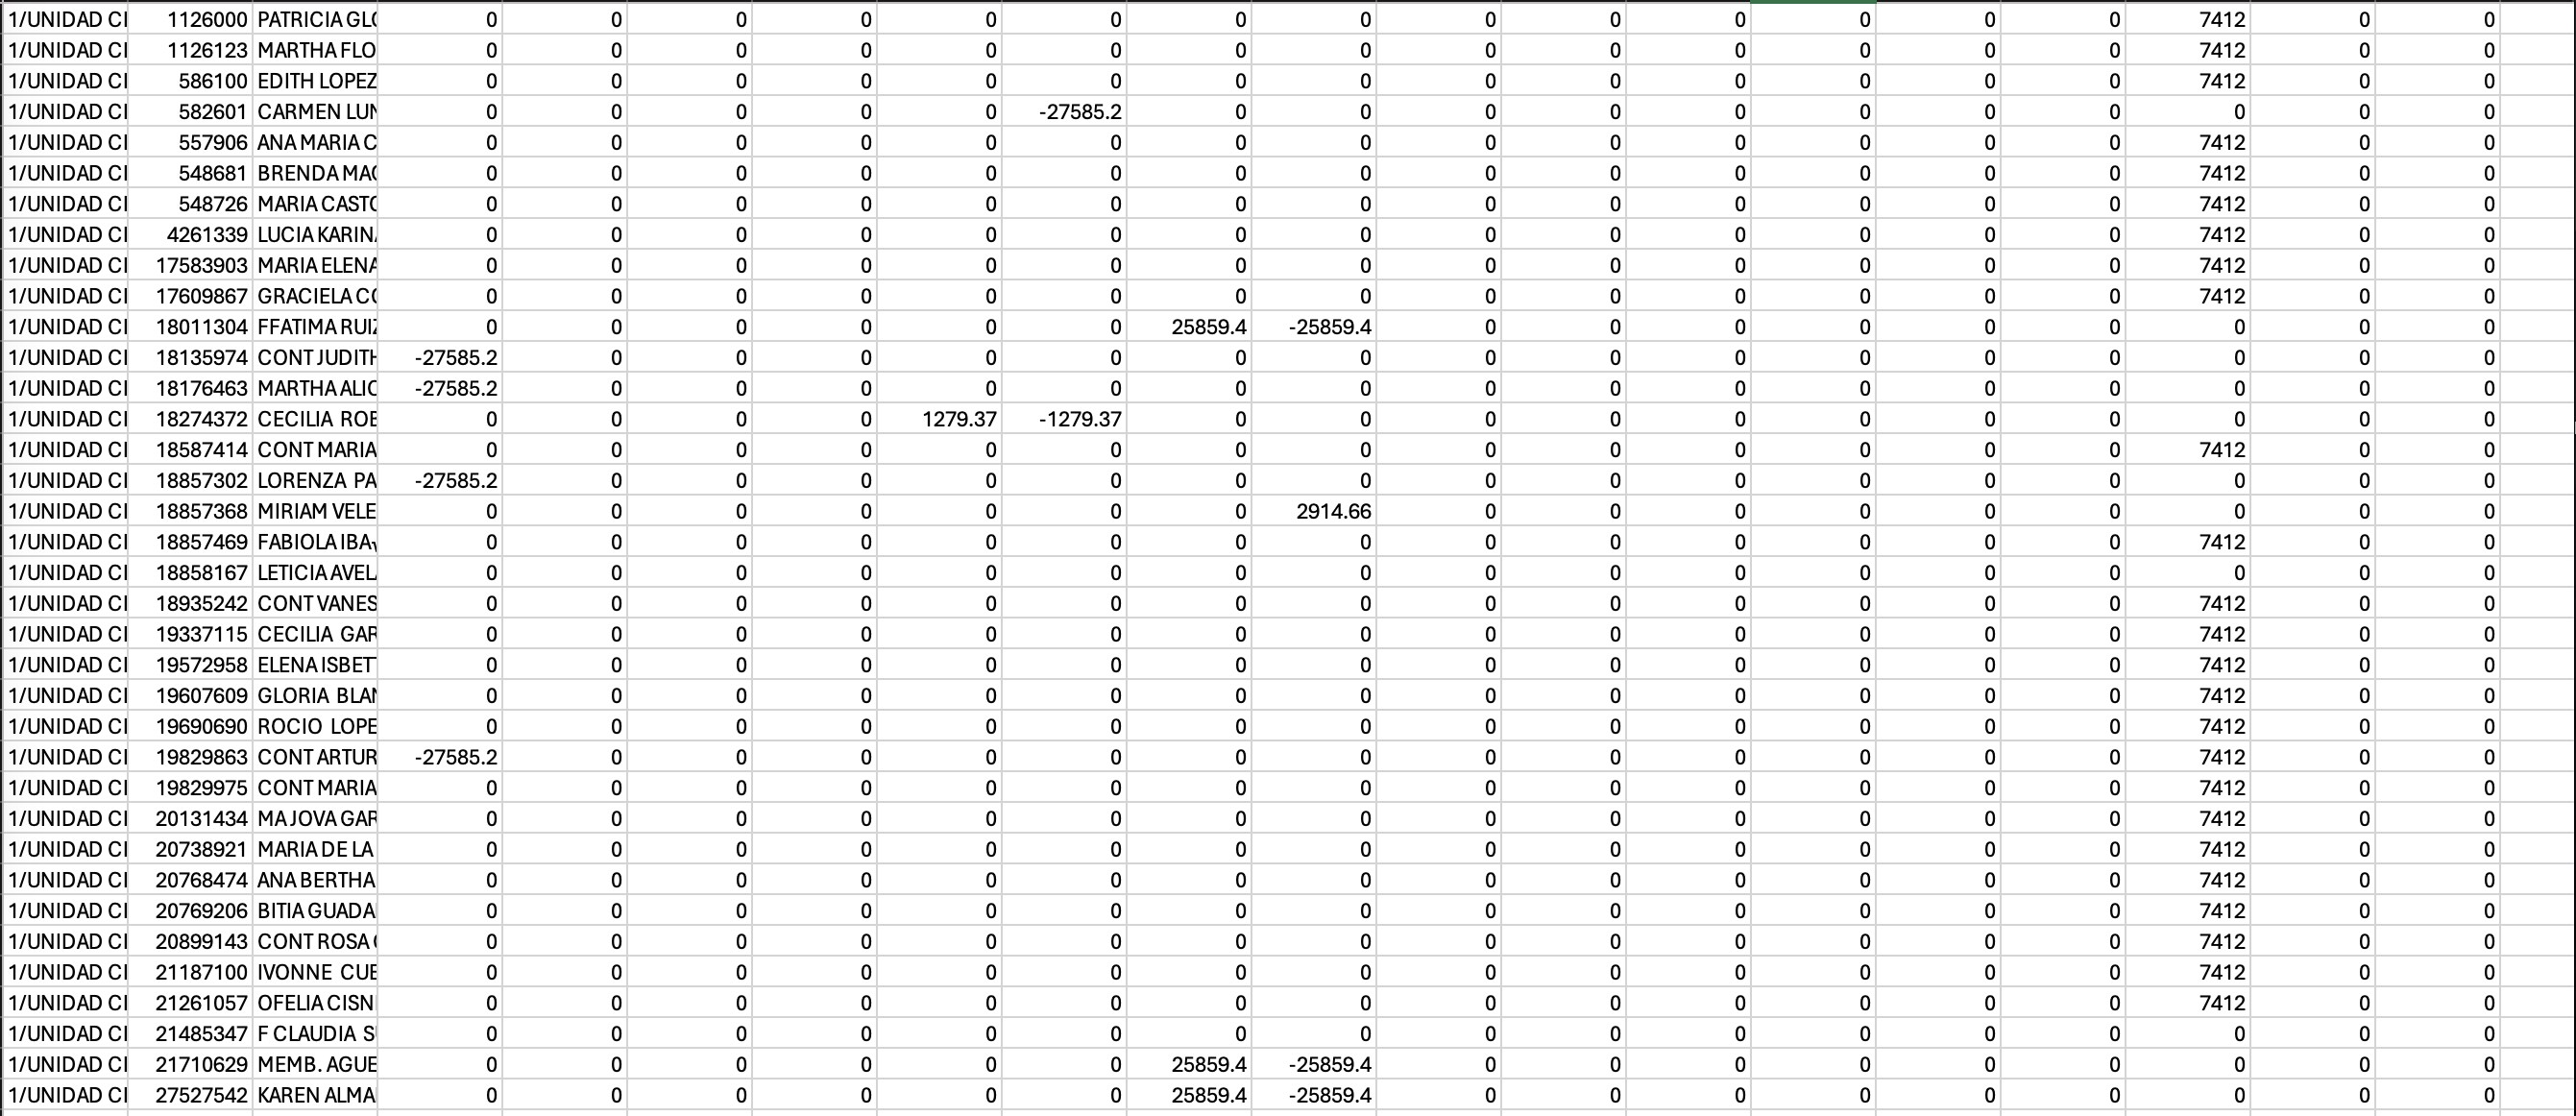 1/UNIDAD CI 1126000 PATRICIA GLO 0 0 0 0 0 0 0 0 0 0 0 0 0 0 7412 0 0
1/UNIDAD CI 1126123 MARTHA FLO 0 0 0 0 0 0 0 0 0 0 0 0 0 0 7412 0 0
1/UNIDAD CI 586100 EDITH LOPEZ 0 0 0 0 0 0 0 0 0 0 0 0 0 0 7412 0 0
1/UNIDAD CI 582601 CARMEN LUN 0 0 0 0 0 -27585.2 0 0 0 0 0 0 0 0 0 0 0
1/UNIDAD CI 557906 ANA MARIA C 0 0 0 0 0 0 0 0 0 0 0 0 0 0 7412 0 0
1/UNIDAD CI 548681 BRENDA MAG 0 0 0 0 0 0 0 0 0 0 0 0 0 0 7412 0 0
1/UNIDAD CI 548726 MARIA CASTO 0 0 0 0 0 0 0 0 0 0 0 0 0 0 7412 0 0
1/UNIDAD CI 4261339 LUCIA KARINA 0 0 0 0 0 0 0 0 0 0 0 0 0 0 7412 0 0
1/UNIDAD CI 17583903 MARIA ELENA 0 0 0 0 0 0 0 0 0 0 0 0 0 0 7412 0 0
1/UNIDAD CI 17609867 GRACIELA CO 0 0 0 0 0 0 0 0 0 0 0 0 0 0 7412 0 0
1/UNIDAD CI 18011304 FFATIMA RUIZ 0 0 0 0 0 0 25859.4 -25859.4 0 0 0 0 0 0 0 0 0
1/UNIDAD CI 18135974 CONT JUDITH -27585.2 0 0 0 0 0 0 0 0 0 0 0 0 0 0 0 0
1/UNIDAD CI 18176463 MARTHA ALIC -27585.2 0 0 0 0 0 0 0 0 0 0 0 0 0 0 0 0
1/UNIDAD CI 18274372 CECILIA ROB 0 0 0 0 1279.37 -1279.37 0 0 0 0 0 0 0 0 0 0 0
1/UNIDAD CI 18587414 CONT MARIA 0 0 0 0 0 0 0 0 0 0 0 0 0 0 7412 0 0
1/UNIDAD CI 18857302 LORENZA PA -27585.2 0 0 0 0 0 0 0 0 0 0 0 0 0 0 0 0
1/UNIDAD CI 18857368 MIRIAM VELE 0 0 0 0 0 0 0 2914.66 0 0 0 0 0 0 0 0 0
1/UNIDAD CI 18857469 FABIOLA IBA 0 0 0 0 0 0 0 0 0 0 0 0 0 0 7412 0 0
1/UNIDAD CI 18858167 LETICIA AVEL 0 0 0 0 0 0 0 0 0 0 0 0 0 0 0 0 0
1/UNIDAD CI 18935242 CONT VANES 0 0 0 0 0 0 0 0 0 0 0 0 0 0 7412 0 0
1/UNIDAD CI 19337115 CECILIA GAR 0 0 0 0 0 0 0 0 0 0 0 0 0 0 7412 0 0
1/UNIDAD CI 19572958 ELENA ISBET 0 0 0 0 0 0 0 0 0 0 0 0 0 0 7412 0 0
1/UNIDAD CI 19607609 GLORIA BLAN 0 0 0 0 0 0 0 0 0 0 0 0 0 0 7412 0 0
1/UNIDAD CI 19690690 ROCIO LOPE 0 0 0 0 0 0 0 0 0 0 0 0 0 0 7412 0 0
1/UNIDAD CI 19829863 CONT ARTUR -27585.2 0 0 0 0 0 0 0 0 0 0 0 0 0 7412 0 0
1/UNIDAD CI 19829975 CONT MARIA 0 0 0 0 0 0 0 0 0 0 0 0 0 0 7412 0 0
1/UNIDAD CI 20131434 MA JOVA GAR 0 0 0 0 0 0 0 0 0 0 0 0 0 0 7412 0 0
1/UNIDAD CI 20738921 MARIA DE LA 0 0 0 0 0 0 0 0 0 0 0 0 0 0 7412 0 0
1/UNIDAD CI 20768474 ANA BERTHA 0 0 0 0 0 0 0 0 0 0 0 0 0 0 7412 0 0
1/UNIDAD CI 20769206 BITIA GUADA 0 0 0 0 0 0 0 0 0 0 0 0 0 0 7412 0 0
1/UNIDAD CI 20899143 CONT ROSA 0 0 0 0 0 0 0 0 0 0 0 0 0 0 7412 0 0
1/UNIDAD CI 21187100 IVONNE CUE 0 0 0 0 0 0 0 0 0 0 0 0 0 0 7412 0 0
1/UNIDAD CI 21261057 OFELIA CISN 0 0 0 0 0 0 0 0 0 0 0 0 0 0 7412 0 0
1/UNIDAD CI 21485347 F CLAUDIA S 0 0 0 0 0 0 0 0 0 0 0 0 0 0 0 0 0
1/UNIDAD CI 21710629 MEMB. AGUE 0 0 0 0 0 0 25859.4 -25859.4 0 0 0 0 0 0 0 0 0
1/UNIDAD CI 27527542 KAREN ALMA 0 0 0 0 0 0 25859.4 -25859.4 0 0 0 0 0 0 0 0 0